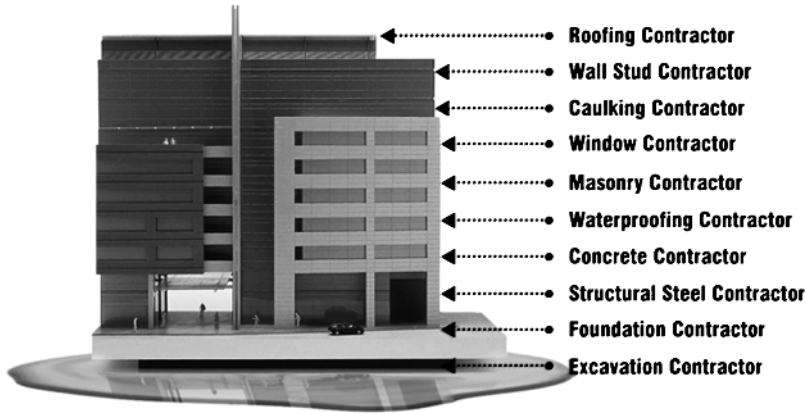 Roofing Contractor
Wall Stud Contractor
Caulking Contractor
Window Contractor
Masonry Contractor
Waterproofing Contractor
Concrete Contractor
Structural Steel Contractor
Foundation Contractor
Excavation Contractor